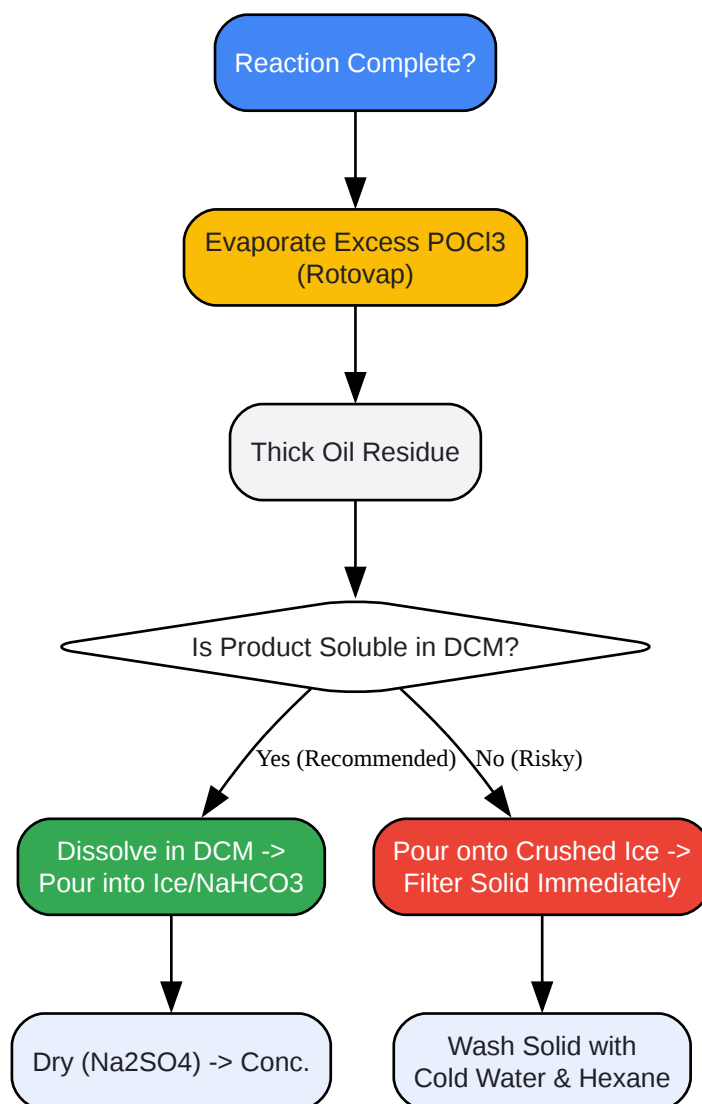 Reaction Complete?
Evaporate Excess POCl3
(Rotovap)
Thick Oil Residue
Is Product Soluble in DCM?
Yes (Recommended)
No (Risky)
Dissolve in DCM ->
Pour into Ice/NaHCO3
Pour onto Crushed Ice ->
Filter Solid Immediately
Dry (Na2SO4) -> Conc.
Wash Solid with
Cold Water & Hexane